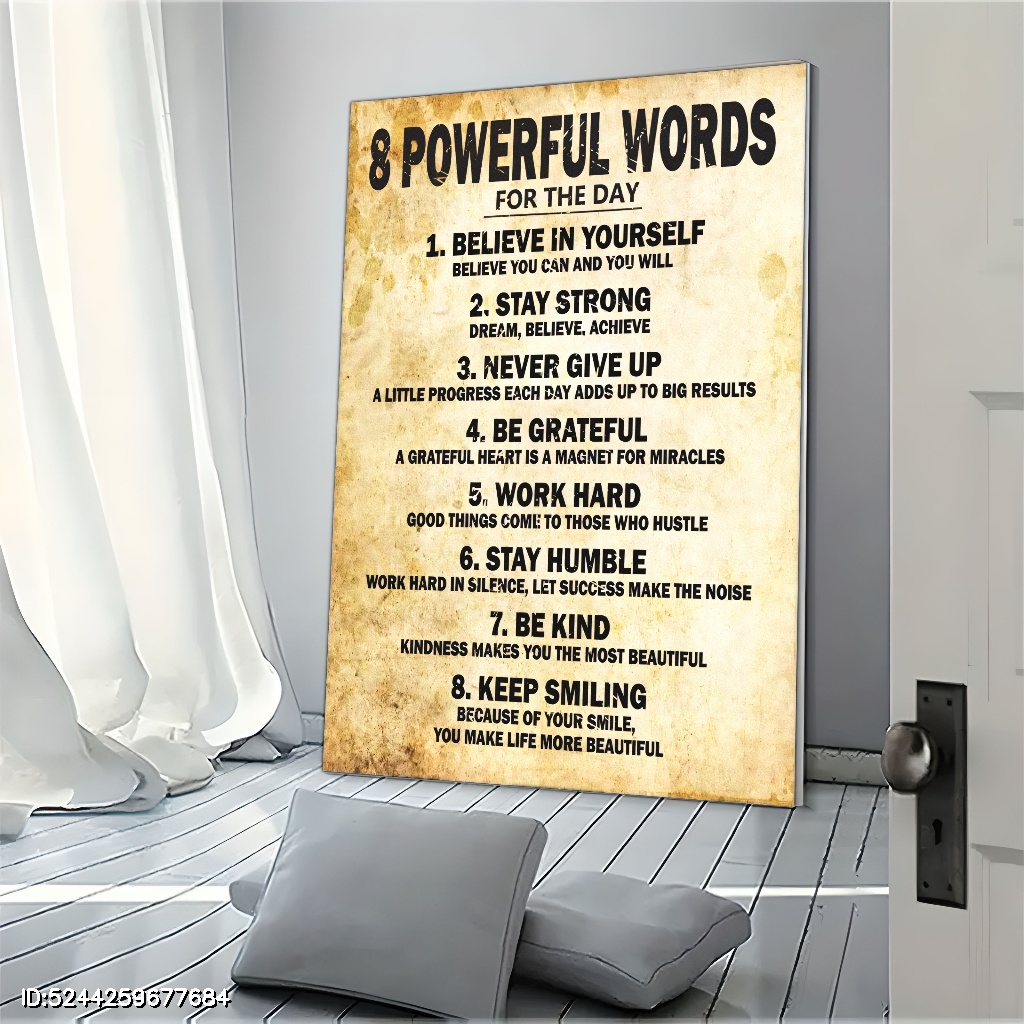 8 POWERFUL WORDS
FOR THE DAY
1. BELIEVE IN YOURSELF
BELIEVE YOU CAN AND YOU WILL
2. STAY STRONG
DREAM, BELIEVE, ACHIEVE
3. NEVER GIVE UP
A LITTLE PROGRESS EACH DAY ADDS UP TO BIG RESULTS
4. BE GRATEFUL
A GRATEFUL HEART IS A MAGNET FOR MIRACLES
5. WORK HARD
GOOD THINGS COME TO THOSE WHO HUSTLE
6. STAY HUMBLE
WORK HARD IN SILENCE, LET SUCCESS MAKE THE NOISE
7. BE KIND
KINDNESS MAKES YOU THE MOST BEAUTIFUL
8. KEEP SMILING
BECAUSE OF YOUR SMILE,
YOU MAKE LIFE MORE BEAUTIFUL
ID:5244259677684